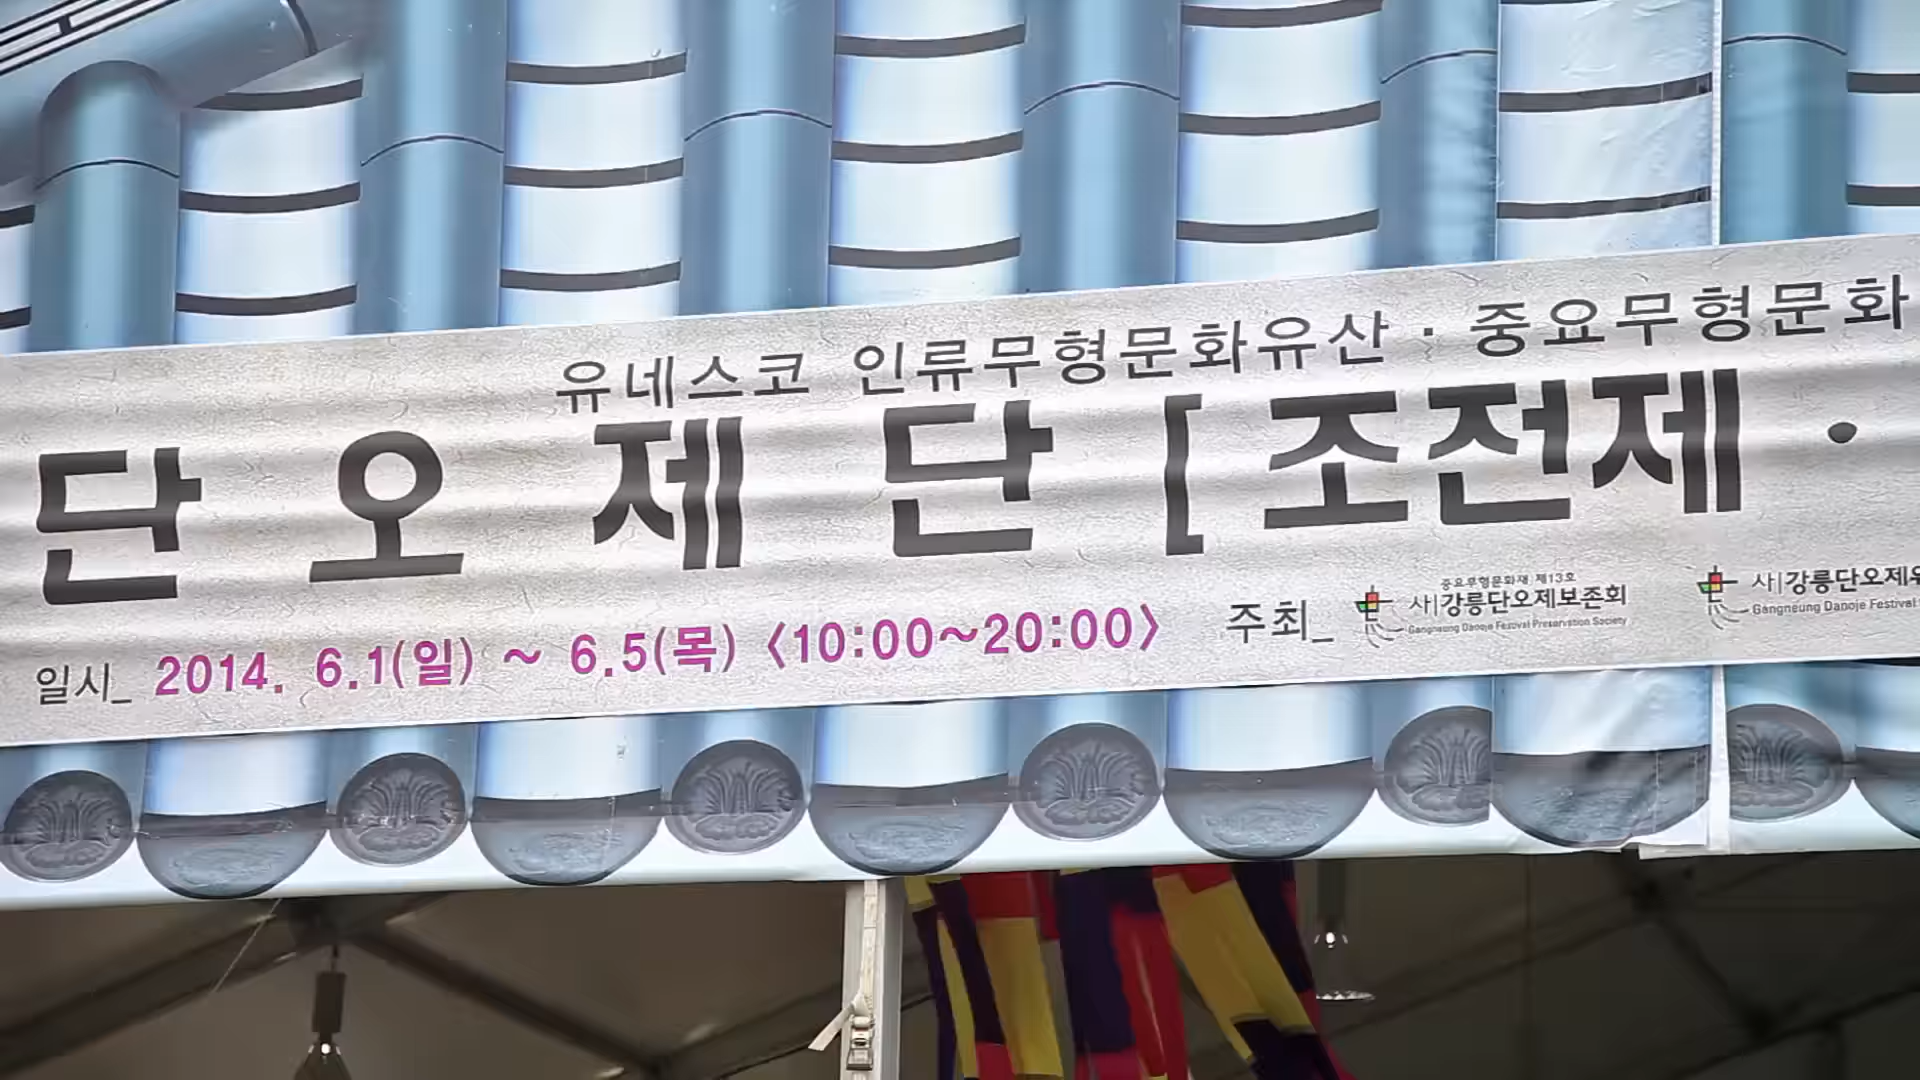 유네스코 인류무형문화유산 · 중요무형문화
단 오 제 단 [조전제 ·
일시_ 2014. 6.1(일) ~ 6.5(목) 〈10:00~20:00〉 주최_
중요무형문화재 제13호
사|강릉단오제보존회
Gangneung Danoje Festival Preservation Society
사|강릉단오제위
Gangneung Danoje Festival